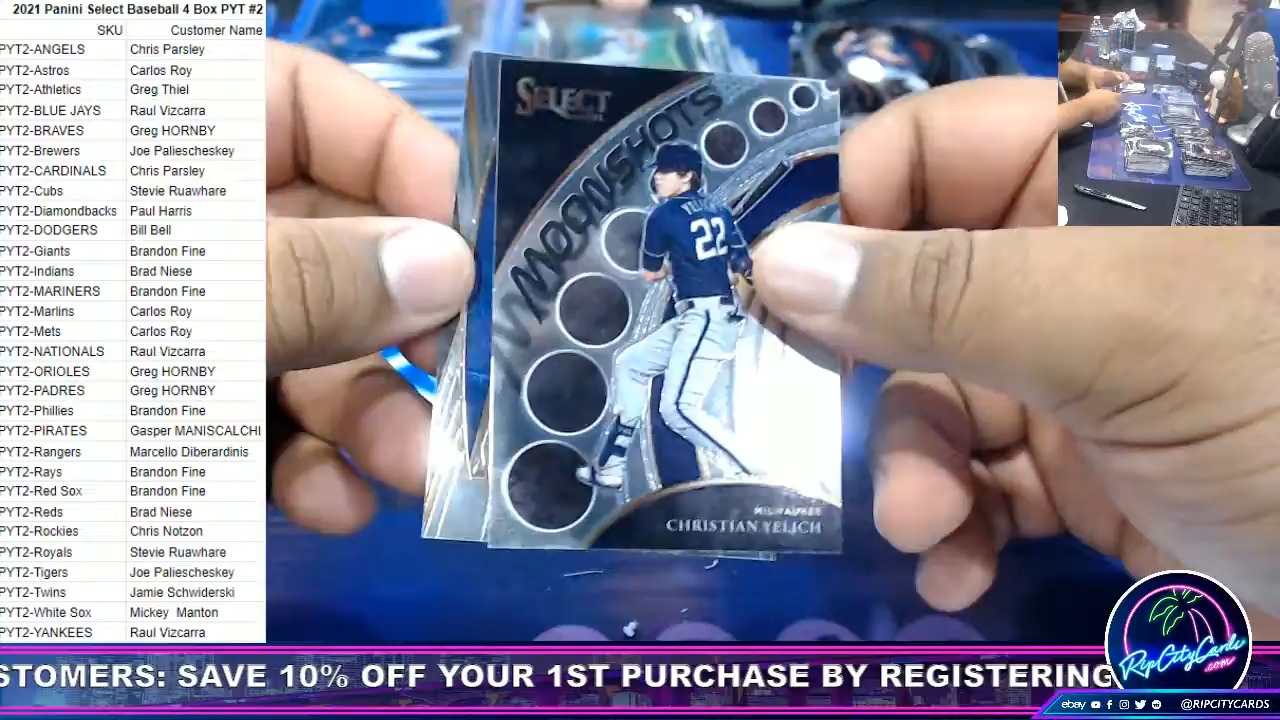 2021 Panini Select Baseball 4 Box PYT #2
SKU Customer Name
PYT2-ANGELS Chris Parsley
PYT2-Astros Carlos Roy
PYT2-Athletics Greg Thiel
PYT2-BLUE JAYS Raul Vizcarra
PYT2-BRAVES Greg HORNBY
PYT2-Brewers Joe Paliescheskey
PYT2-CARDINALS Chris Parsley
PYT2-Cubs Stevie Ruawhare
PYT2-Diamondbacks Paul Harris
PYT2-DODGERS Bill Bell
PYT2-Giants Brandon Fine
PYT2-Indians Brad Niese
PYT2-MARINERS Brandon Fine
PYT2-Marlins Carlos Roy
PYT2-Mets Carlos Roy
PYT2-NATIONALS Raul Vizcarra
PYT2-ORIOLES Greg HORNBY
PYT2-PADRES Greg HORNBY
PYT2-Phillies Brandon Fine
PYT2-PIRATES Gasper MANISCALCHI
PYT2-Rangers Marcello Diberardinis
PYT2-Rays Brandon Fine
PYT2-Red Sox Brandon Fine
PYT2-Reds Brad Niese
PYT2-Rockies Chris Notzon
PYT2-Royals Stevie Ruawhare
PYT2-Tigers Joe Paliescheskey
PYT2-Twins Jamie Schwiderski
PYT2-White Sox Mickey Manton
PYT2-YANKEES Raul Vizcarra
SELECT
MOONSHOTS
22
MILWAUKEE
CHRISTIAN YELICH
STOMERS: SAVE 10% OFF YOUR 1ST PURCHASE BY REGISTERING
RipCityCards
.com
ebay @RIPCITYCARDS